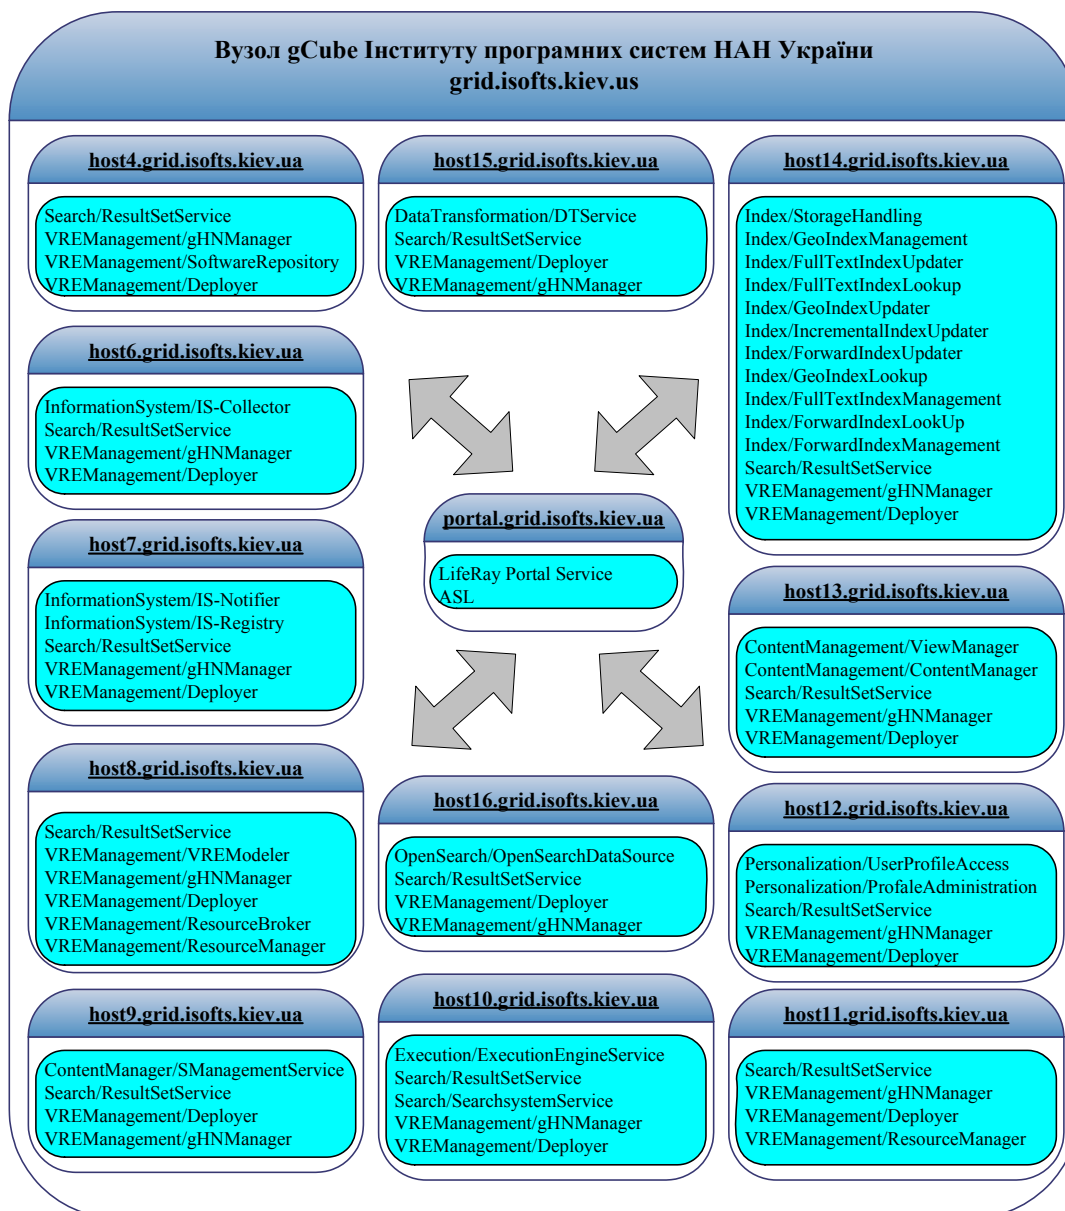 Вузол gCube Інституту програмних систем НАН України
grid.isofts.kiev.us
host4.grid.isofts.kiev.ua
Search/ResultSetService
VREManagement/gHNManager
VREManagement/SoftwareRepository
VREManagement/Deployer
host15.grid.isofts.kiev.ua
DataTransformation/DTService
Search/ResultSetService
VREManagement/Deployer
VREManagement/gHNManager
host14.grid.isofts.kiev.ua
Index/StorageHandling
Index/GeoIndexManagement
Index/FullTextIndexUpdater
Index/FullTextIndexLookup
Index/GeoIndexUpdater
Index/IncrementalIndexUpdater
Index/ForwardIndexUpdater
Index/GeoIndexLookup
Index/FullTextIndexManagement
Index/ForwardIndexLookUp
Index/ForwardIndexManagement
Search/ResultSetService
VREManagement/gHNManager
VREManagement/Deployer
host6.grid.isofts.kiev.ua
InformationSystem/IS-Collector
Search/ResultSetService
VREManagement/gHNManager
VREManagement/Deployer
portal.grid.isofts.kiev.ua
LifeRay Portal Service
ASL
host7.grid.isofts.kiev.ua
InformationSystem/IS-Notifier
InformationSystem/IS-Registry
Search/ResultSetService
VREManagement/gHNManager
VREManagement/Deployer
host13.grid.isofts.kiev.ua
ContentManagement/ViewManager
ContentManagement/ContentManager
Search/ResultSetService
VREManagement/gHNManager
VREManagement/Deployer
host8.grid.isofts.kiev.ua
Search/ResultSetService
VREManagement/VREModeler
VREManagement/gHNManager
VREManagement/Deployer
VREManagement/ResourceBroker
VREManagement/ResourceManager
host16.grid.isofts.kiev.ua
OpenSearch/OpenSearchDataSource
Search/ResultSetService
VREManagement/Deployer
VREManagement/gHNManager
host12.grid.isofts.kiev.ua
Personalization/UserProfileAccess
Personalization/ProfaleAdministration
Search/ResultSetService
VREManagement/gHNManager
VREManagement/Deployer
host9.grid.isofts.kiev.ua
ContentManager/SManagementService
Search/ResultSetService
VREManagement/Deployer
VREManagement/gHNManager
host10.grid.isofts.kiev.ua
Execution/ExecutionEngineService
Search/ResultSetService
Search/SearchsystemService
VREManagement/gHNManager
VREManagement/Deployer
host11.grid.isofts.kiev.ua
Search/ResultSetService
VREManagement/gHNManager
VREManagement/Deployer
VREManagement/ResourceManager